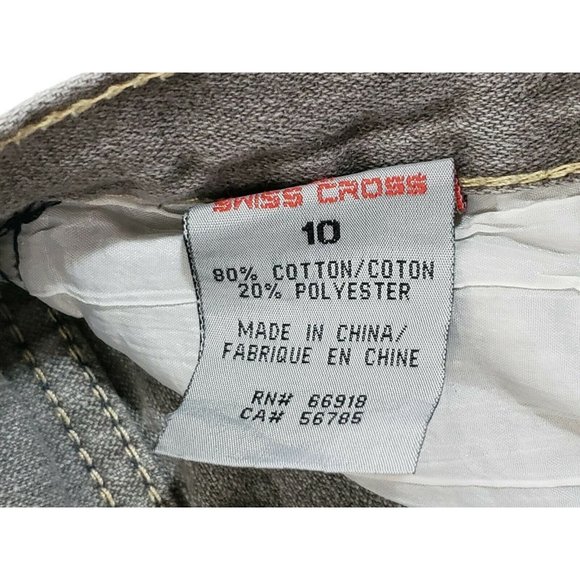 SWISS CROSS
10
80% COTTON/COTON
20% POLYESTER
MADE IN CHINA/
FABRIQUE EN CHINE
RN# 66918
CA# 56785